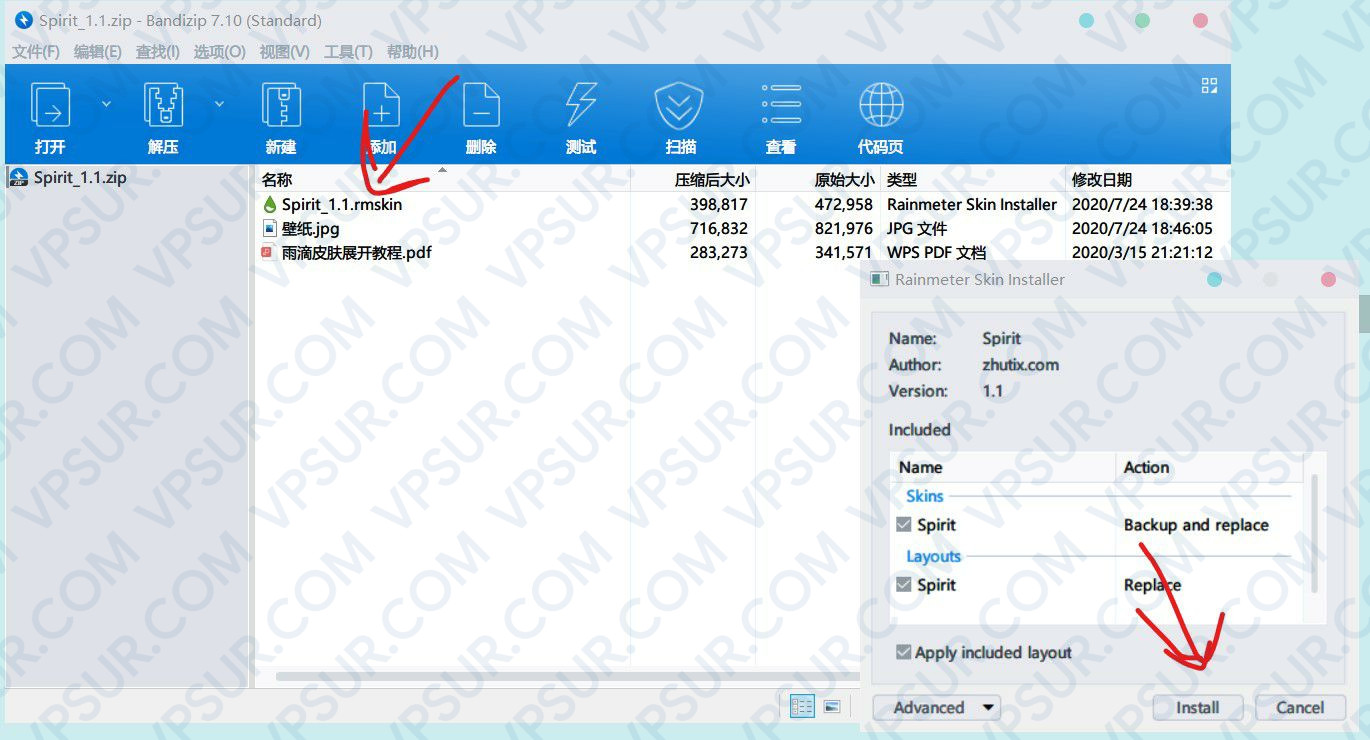 Spirit_1.1.zip - Bandizip 7.10 (Standard)
文件(F) 编辑(E) 查找(I) 选项(O) 视图(V) 工具(T) 帮助(H)
打开 解压 新建 添加 删除 测试 扫描 查看 代码页
Spirit_1.1.zip
名称 压缩后大小 原始大小 类型 修改日期
Spirit_1.1.rmskin 398,817 472,958 Rainmeter Skin Installer 2020/7/24 18:39:38
壁纸.jpg 716,832 821,976 JPG 文件 2020/7/24 18:46:05
雨滴皮肤展开教程.pdf 283,273 341,571 WPS PDF 文档 2020/3/15 21:21:12
Rainmeter Skin Installer
Name: Spirit
Author: zhutix.com
Version: 1.1
Included
Name Action
Skins
Spirit Backup and replace
Layouts
Spirit Replace
Apply included layout
Advanced Install Cancel
VPSUR.COM